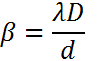 β = λD/d